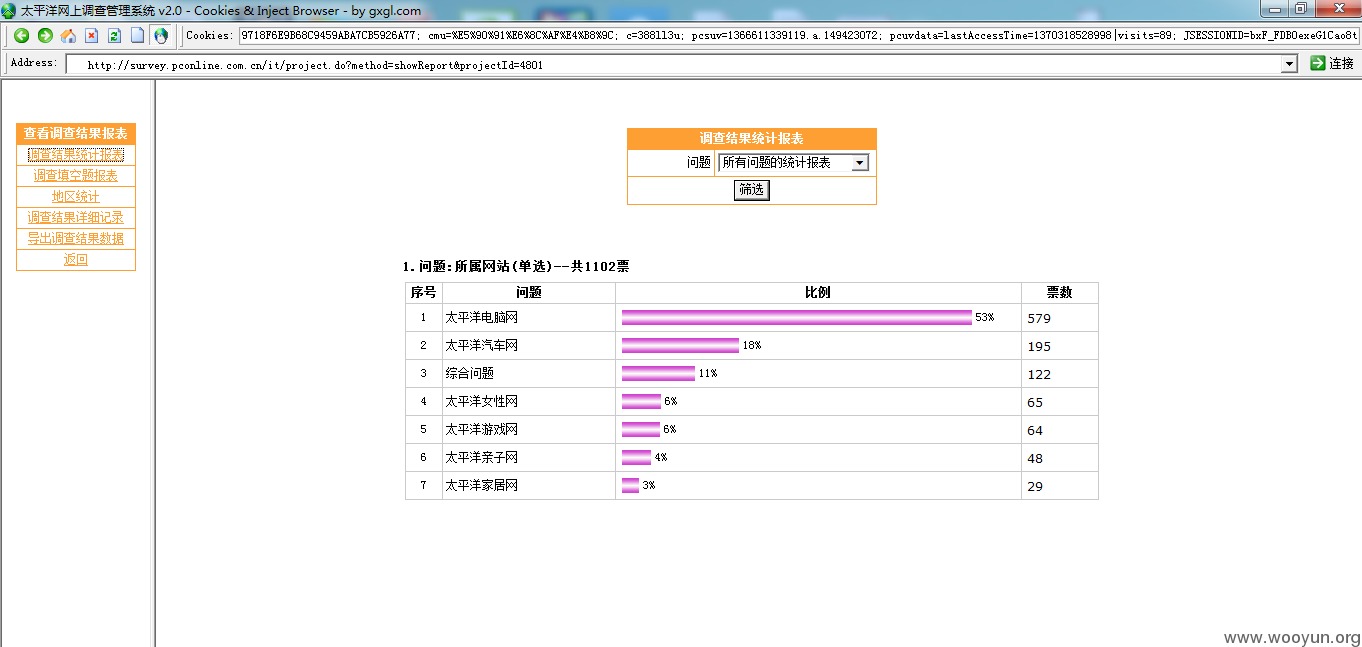 太平洋网上调查管理系统 v2.0 - Cookies & Inject Browser - by gxgl.com
Cookies: 9718F6E9B68C9459ABA7CB5926A77; cmu=%E5%90%91%E6%8C%AF%E4%B8%9C; c=38811 3u; pcsuv=1366611339119.a.149423072; pcuvdata=lastAccessTime=1370318528998|visits=89; JSESSIONID=bxF_FDBOexeG1Cao8t
Address: http://survey.pconline.com.cn/it/project.do?method=showReport&projectId=4801 连接
查看调查结果报表
调查结果统计报表
调查填空题报表
地区统计
调查结果详细记录
导出调查结果数据
返回
调查结果统计报表
问题 所有问题的统计报表
筛选
1.问题:所属网站(单选)--共1102票
序号 问题 比例 票数
1 太平洋电脑网 53% 579
2 太平洋汽车网 18% 195
3 综合问题 11% 122
4 太平洋女性网 6% 65
5 太平洋游戏网 6% 64
6 太平洋亲子网 4% 48
7 太平洋家居网 3% 29
www.wooyun.org